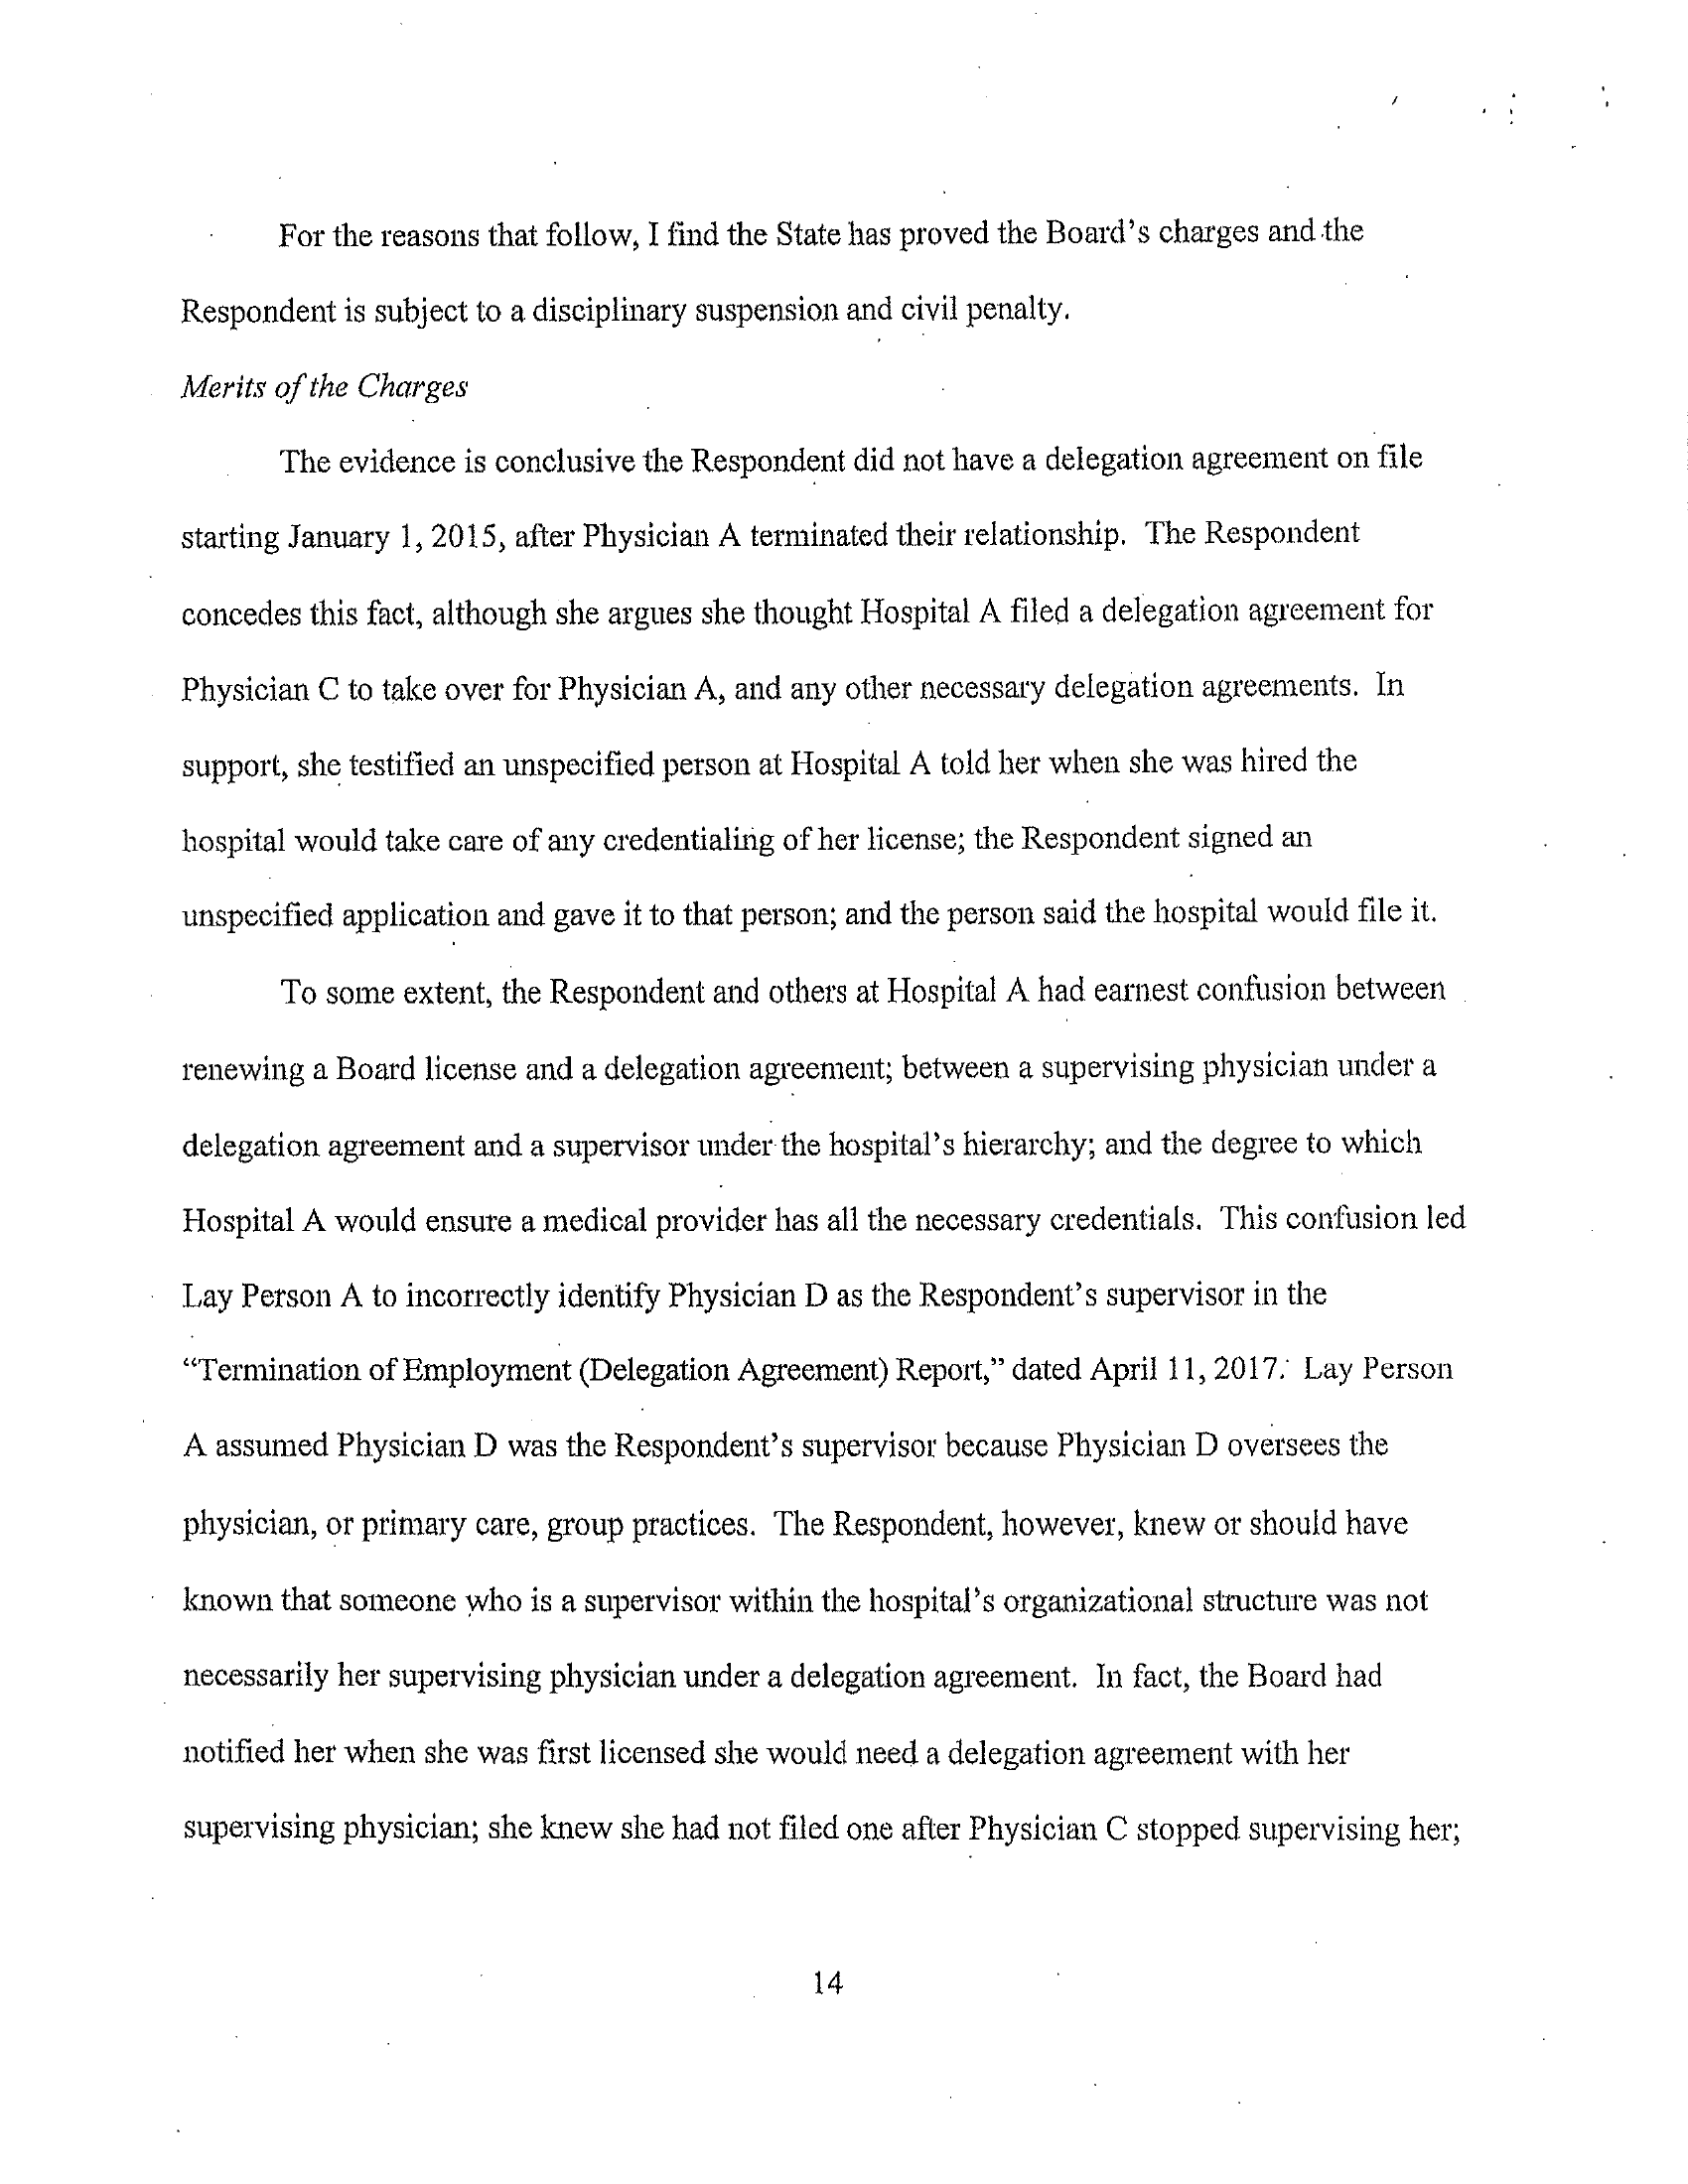 For the reasons that follow, I find the State has proved the Board's charges and the
Respondent is subject to a disciplinary suspension and civil penalty.
Merits of the Charges
The evidence is conclusive the Respondent did not have a delegation agreement on file
starting January 1, 2015, after Physician A terminated their relationship. The Respondent
concedes this fact, although she argues she thought Hospital A filed a delegation agreement for
Physician C to take over for Physician A, and any other necessary delegation agreements. In
support, she testified an unspecified person at Hospital A told her when she was hired the
hospital would take care of any credentialing of her license; the Respondent signed an
unspecified application and gave it to that person; and the person said the hospital would file it.
To some extent, the Respondent and others at Hospital A had earnest confusion between
renewing a Board license and a delegation agreement; between a supervising physician under a
delegation agreement and a supervisor under the hospital's hierarchy; and the degree to which
Hospital A would ensure a medical provider has all the necessary credentials. This confusion led
Lay Person A to incorrectly identify Physician D as the Respondent's supervisor in the
“Termination of Employment (Delegation Agreement) Report,” dated April 11, 2017. Lay Person
A assumed Physician D was the Respondent's supervisor because Physician D oversees the
physician, or primary care, group practices. The Respondent, however, knew or should have
known that someone who is a supervisor within the hospital's organizational structure was not
necessarily her supervising physician under a delegation agreement. In fact, the Board had
notified her when she was first licensed she would need a delegation agreement with her
supervising physician; she knew she had not filed one after Physician C stopped supervising her;
14